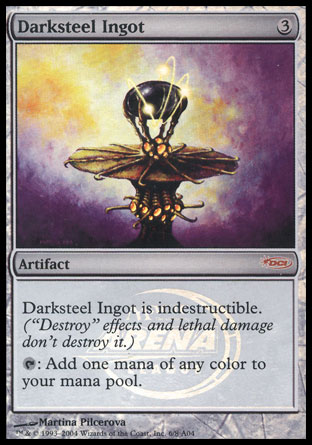 Darksteel Ingot 3
Artifact
DCI
Darksteel Ingot is indestructible.
("Destroy" effects and lethal damage
don't destroy it.)
: Add one mana of any color to
your mana pool.
ARENA
Martina Pilcerova
™ & © 1993–2004 Wizards of the Coast, Inc. 6/8 A04